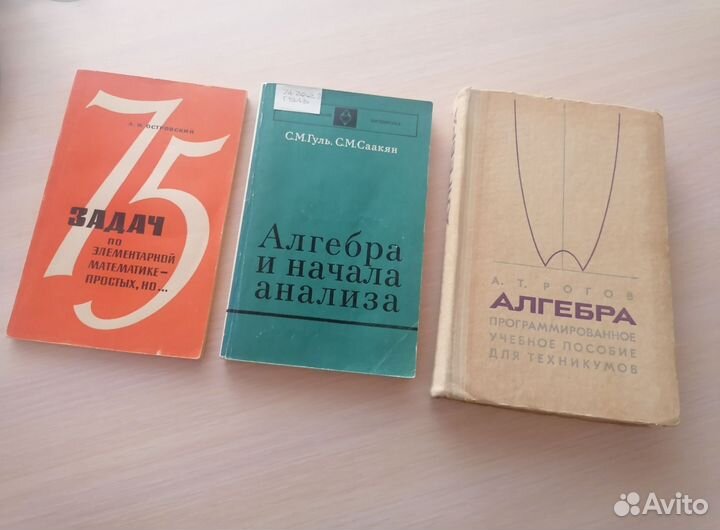 А. И. ОСТРОВСКИЙ
75
ЗАДАЧ
ПО
ЭЛЕМЕНТАРНОЙ
МАТЕМАТИКЕ–
ПРОСТЫХ, НО...
С.М.Гуль, С.М.Саакян
Алгебра
и начала
анализа
А. Т. РОГОВ
АЛГЕБРА
ПРОГРАММИРОВАННОЕ
УЧЕБНОЕ ПОСОБИЕ
ДЛЯ ТЕХНИКУМОВ
Avito